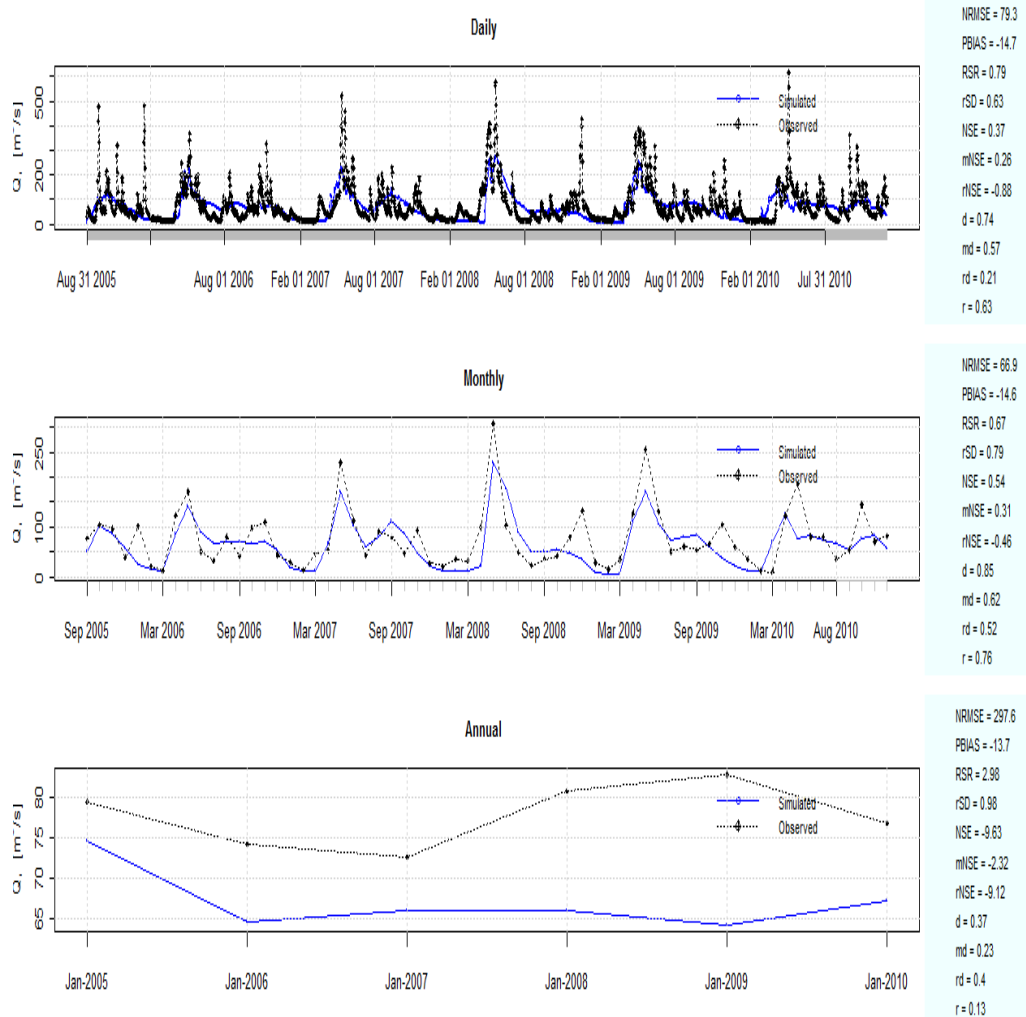 Daily
Q, [m^/s]
0
200
500
Simulated
Observed
Aug 31 2005
Aug 01 2006
Feb 01 2007
Aug 01 2007
Feb 01 2008
Aug 01 2008
Feb 01 2009
Aug 01 2009
Feb 01 2010
Jul 31 2010
NRMSE = 79.3
PBIAS = -14.7
RSR = 0.79
rSD = 0.63
NSE = 0.37
mNSE = 0.26
rNSE = -0.88
d = 0.74
md = 0.57
rd = 0.21
r = 0.63
Monthly
Q, [m^/s]
0
100
250
Simulated
Observed
Sep 2005
Mar 2006
Sep 2006
Mar 2007
Sep 2007
Mar 2008
Sep 2008
Mar 2009
Sep 2009
Mar 2010
Aug 2010
NRMSE = 66.9
PBIAS = -14.6
RSR = 0.67
rSD = 0.79
NSE = 0.54
mNSE = 0.31
rNSE = -0.46
d = 0.85
md = 0.62
rd = 0.52
r = 0.76
Annual
Q, [m^/s]
65
70
75
80
Simulated
Observed
Jan-2005
Jan-2006
Jan-2007
Jan-2008
Jan-2009
Jan-2010
NRMSE = 297.6
PBIAS = -13.7
RSR = 2.98
rSD = 0.98
NSE = -9.63
mNSE = -2.32
rNSE = -9.12
d = 0.37
md = 0.23
rd = 0.4
r = 0.13